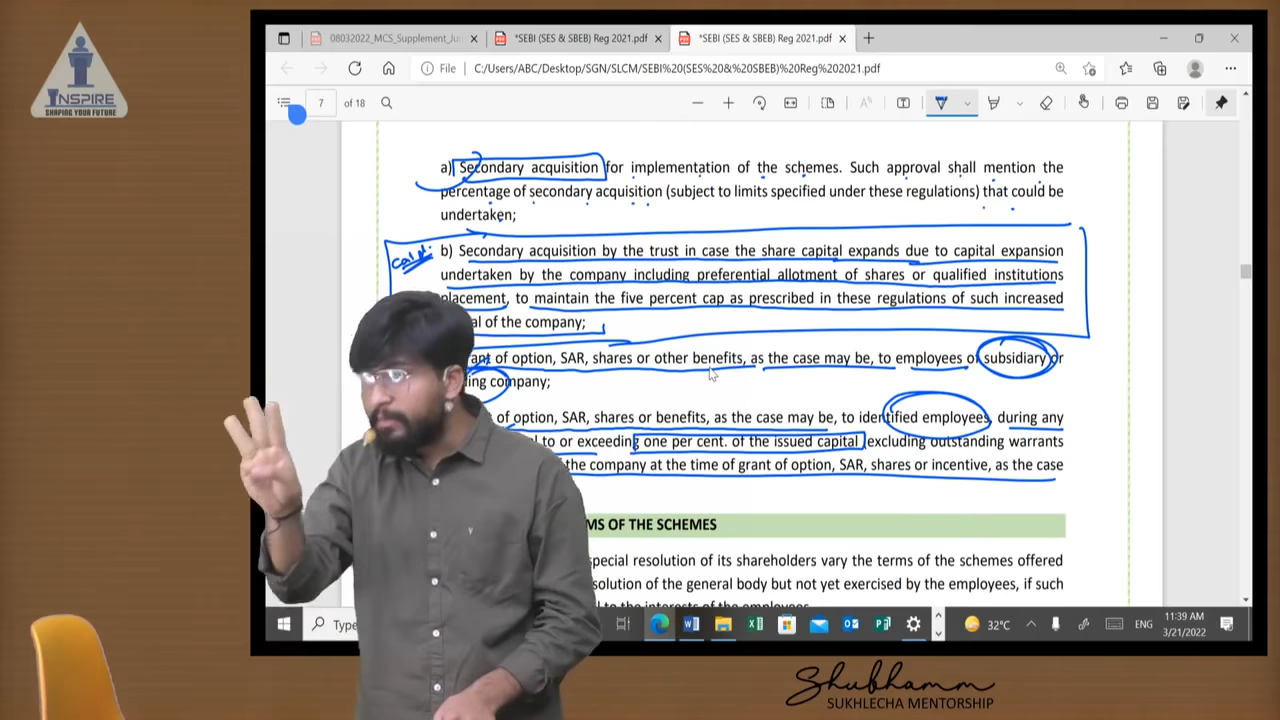 INSPIRE
SHAPING YOUR FUTURE
08032022_MCS_Supplement_Ju
*SEBI (SES & SBEB) Reg 2021.pdf
*SEBI (SES & SBEB) Reg 2021.pdf
File
C:/Users/ABC/Desktop/SGN/SLCM/SEBI%20(SES%20&%20SBEB)%20Reg%202021.pdf
7 of 18
a) Secondary acquisition for implementation of the schemes. Such approval shall mention the
percentage of secondary acquisition (subject to limits specified under these regulations) that could be
undertaken;
b) Secondary acquisition by the trust in case the share capital expands due to capital expansion
undertaken by the company including preferential allotment of shares or qualified institutions
placement, to maintain the five percent cap as prescribed in these regulations of such increased
al of the company;
ant of option, SAR, shares or other benefits, as the case may be, to employees of subsidiary or
ing company;
of option, SAR, shares or benefits, as the case may be, to identified employees, during any
al to or exceeding one per cent. of the issued capital (excluding outstanding warrants
the company at the time of grant of option, SAR, shares or incentive, as the case
MS OF THE SCHEMES
special resolution of its shareholders vary the terms of the schemes offered
solution of the general body but not yet exercised by the employees, if such
l to the interests of the employees.
Type
32°C
ENG
11:39 AM
3/21/2022
Shubhamm
SUKHLECHA MENTORSHIP